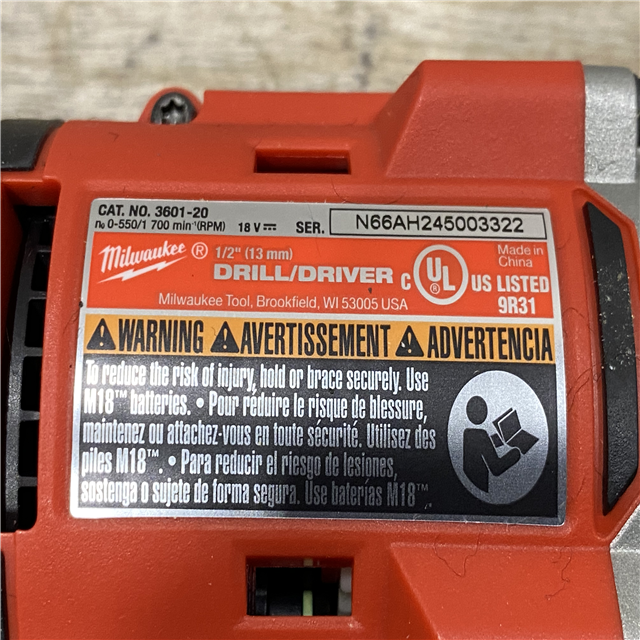 CAT. NO. 3601-20
n₀ 0-550/1 700 min⁻¹(RPM) 18 V⎓ SER. N66AH245003322
Milwaukee® 1/2" (13 mm)
DRILL/DRIVER
Milwaukee Tool, Brookfield, WI 53005 USA
C UL® US LISTED
9R31
Made in
China
WARNING AVERTISSEMENT ADVERTENCIA
To reduce the risk of injury, hold or brace securely. Use
M18™ batteries. • Pour réduire le risque de blessure,
maintenez ou attachez-vous en toute sécurité. Utilisez des
piles M18™. • Para reducir el riesgo de lesiones,
sostenga o sujete de forma segura. Use baterías M18™